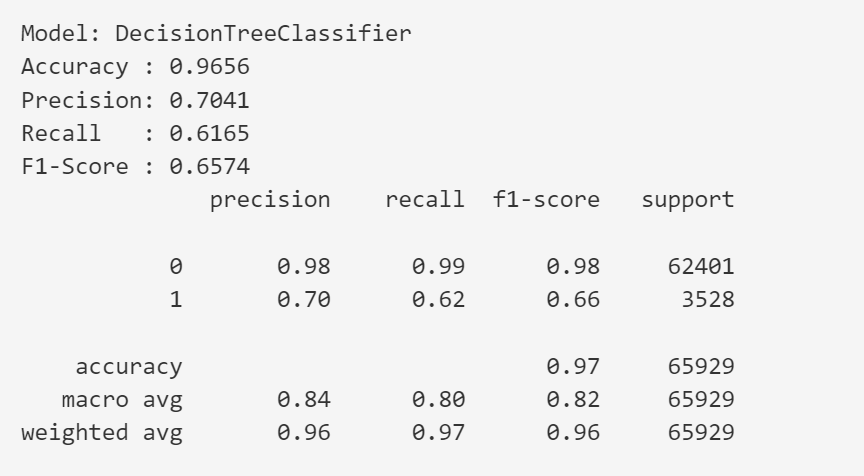 Model: DecisionTreeClassifier
Accuracy : 0.9656
Precision: 0.7041
Recall   : 0.6165
F1-Score : 0.6574
              precision    recall  f1-score   support

           0       0.98      0.99      0.98     62401
           1       0.70      0.62      0.66      3528

    accuracy                           0.97     65929
   macro avg       0.84      0.80      0.82     65929
weighted avg       0.96      0.97      0.96     65929